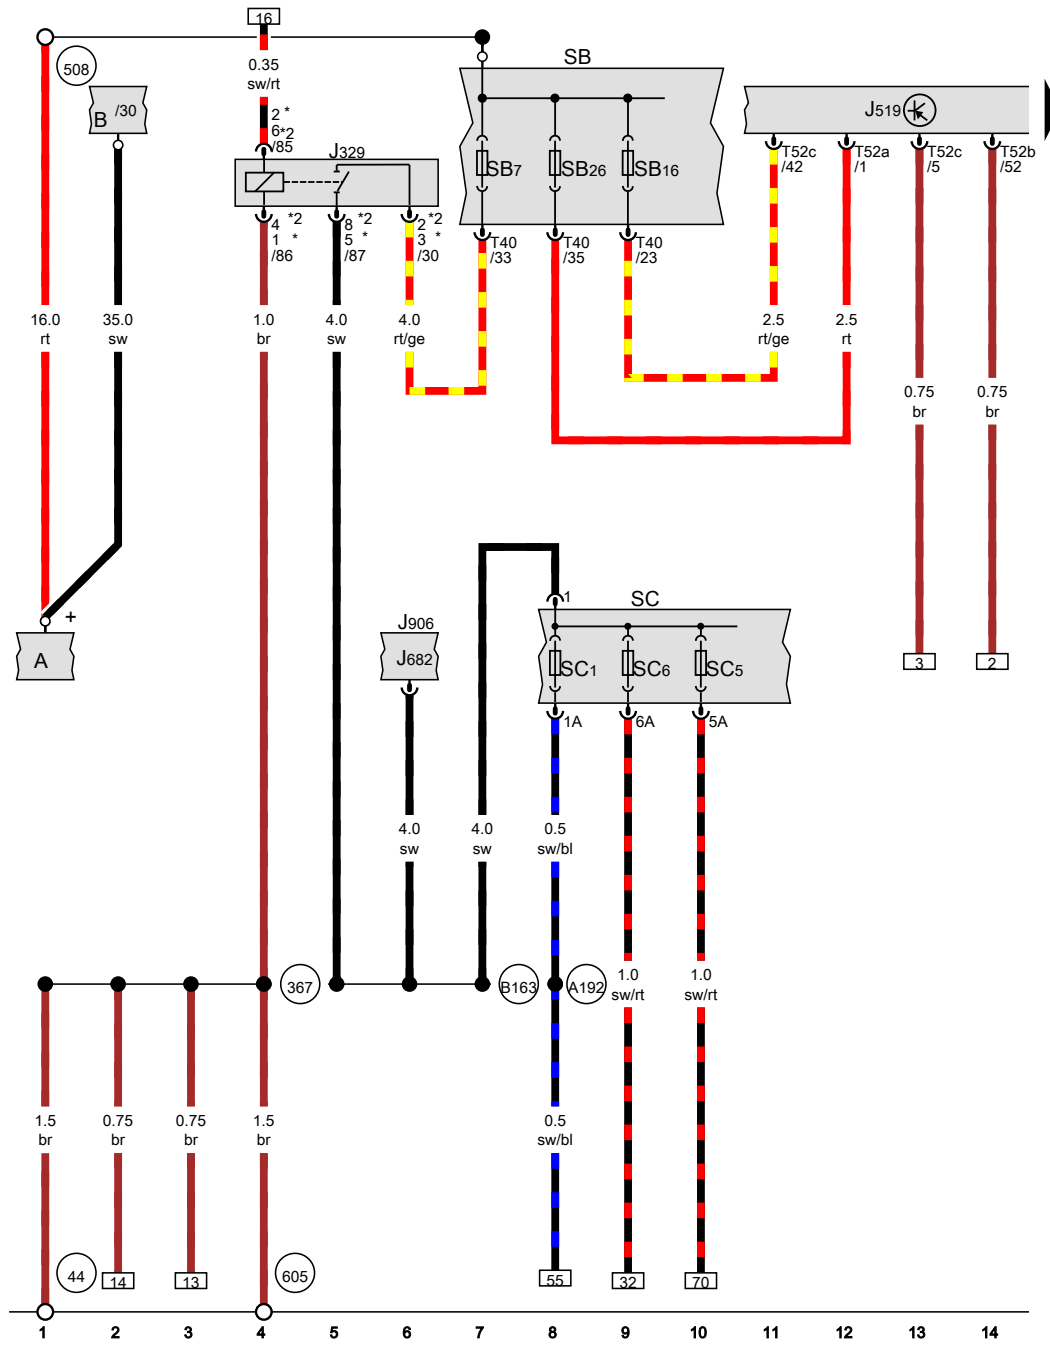 16
508
0.35
sw/rt
SB
B /30
2 *
6*2
/85
J329
J519
SB7
SB26
SB16
T52c
/42
T52a
/1
T52c
/5
T52b
/52
4 *2
1 *
/86
8 *2
5 *
/87
2 *2
3 *
/30
T40
/33
T40
/35
T40
/23
16.0
rt
35.0
sw
1.0
br
4.0
sw
4.0
rt/ge
2.5
rt/ge
2.5
rt
0.75
br
0.75
br
1
SC
+
A
J906
J682
SC1
SC6
SC5
3
2
1A
6A
5A
4.0
sw
4.0
sw
0.5
sw/bl
1.0
sw/rt
1.0
sw/rt
367
B163
A192
1.5
br
0.75
br
0.75
br
1.5
br
0.5
sw/bl
44
14
13
605
55
32
70
1 2 3 4 5 6 7 8 9 10 11 12 13 14